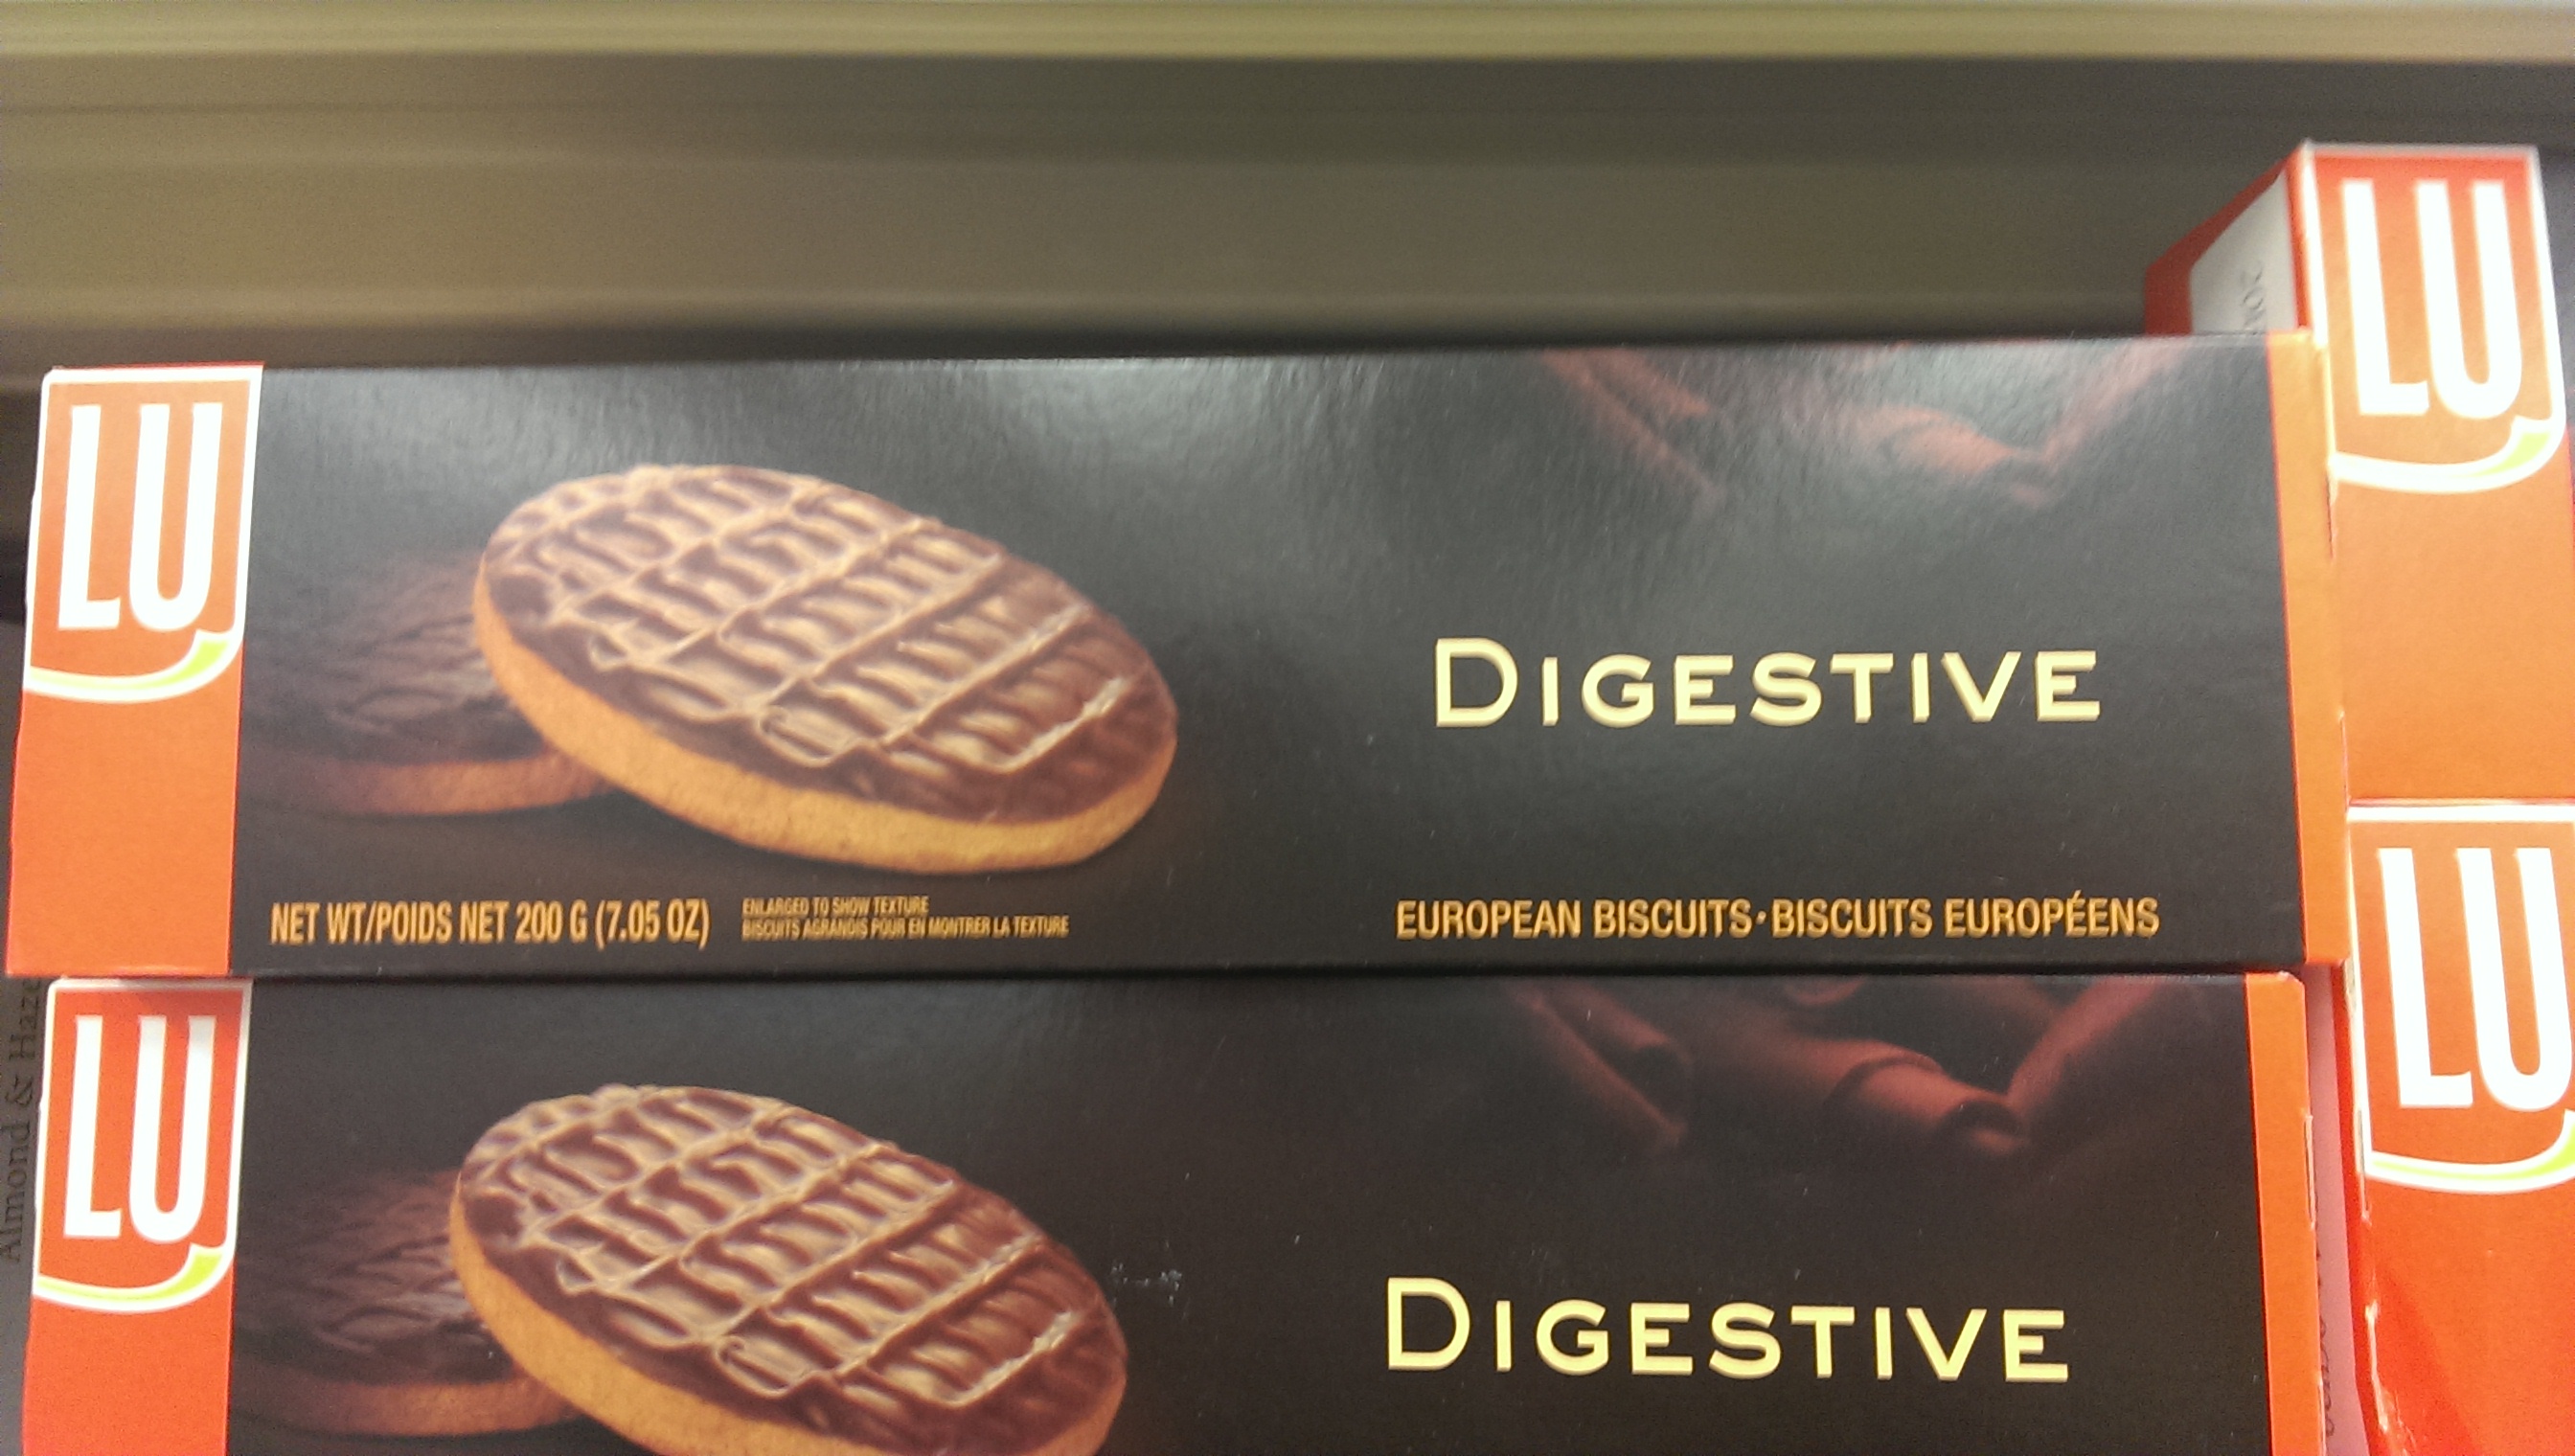 LU
LU
DIGESTIVE
NET WT/POIDS NET 200 G (7.05 OZ)
ENLARGED TO SHOW TEXTURE
BISCUITS AGRANDIS POUR EN MONTRER LA TEXTURE
EUROPEAN BISCUITS·BISCUITS EUROPÉENS
LU
LU
DIGESTIVE
Almond &